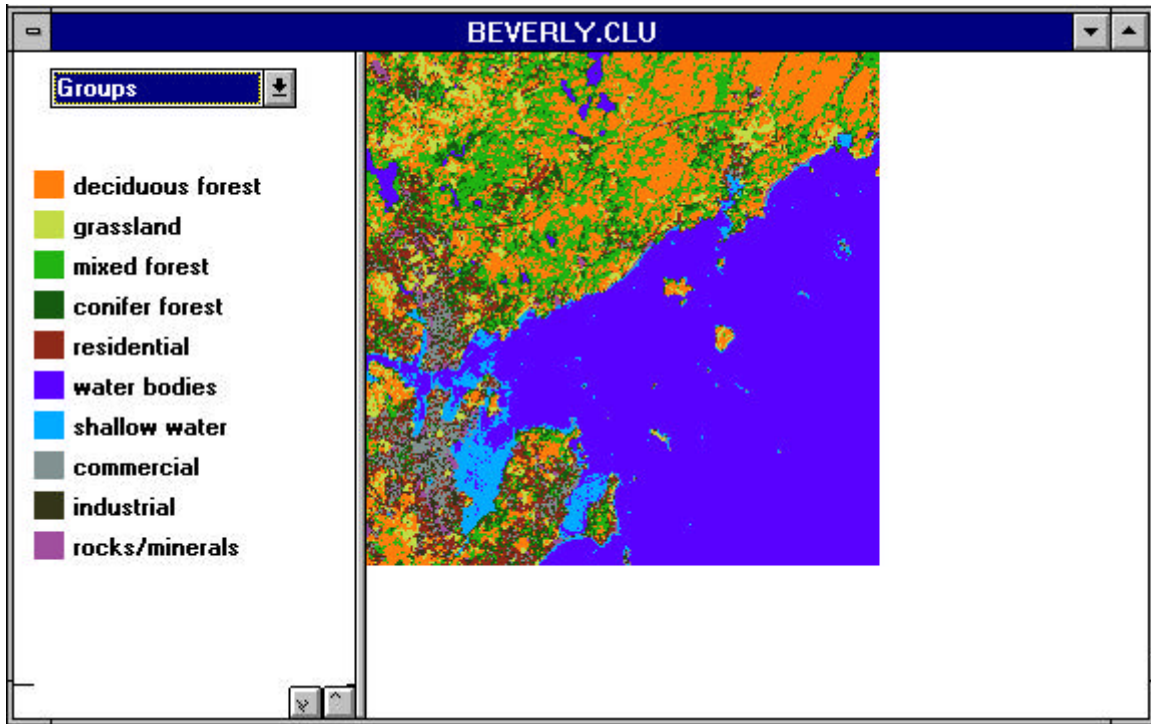 BEVERLY.CLU
Groups
deciduous forest
grassland
mixed forest
conifer forest
residential
water bodies
shallow water
commercial
industrial
rocks/minerals